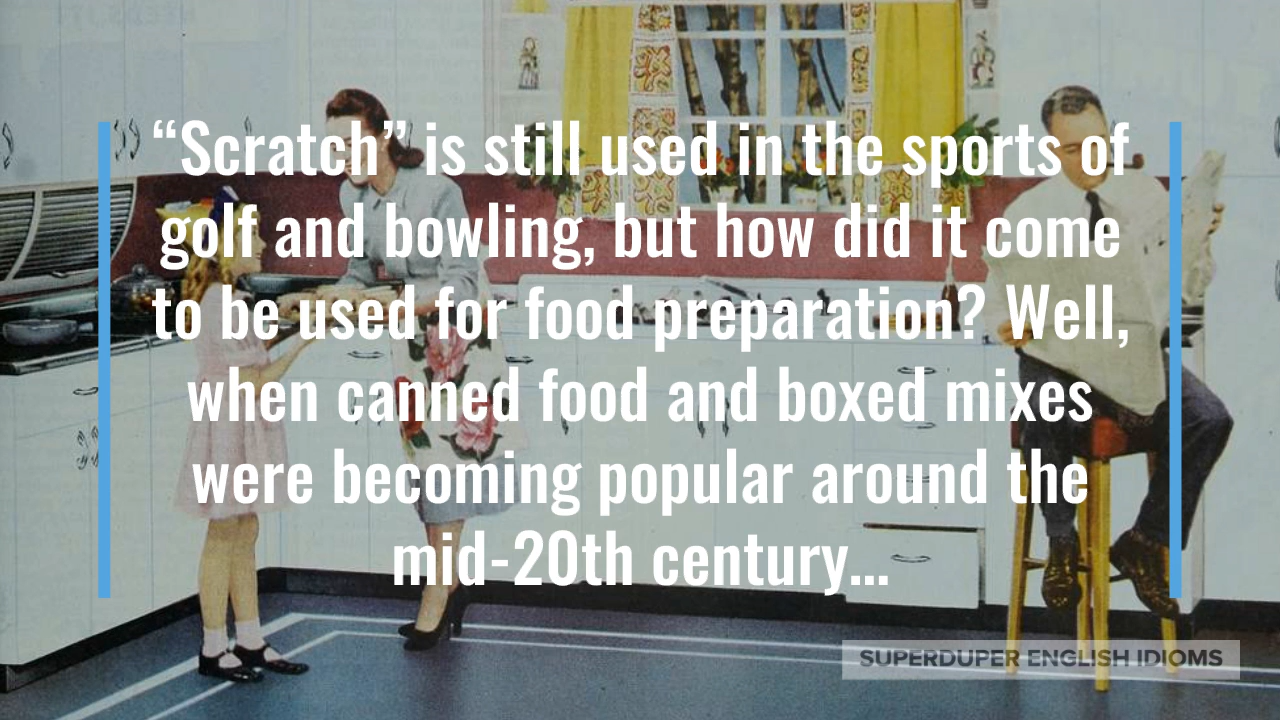 “Scratch” is still used in the sports of
golf and bowling, but how did it come
to be used for food preparation? Well,
when canned food and boxed mixes
were becoming popular around the
mid-20th century...
SUPERDUPER ENGLISH IDIOMS